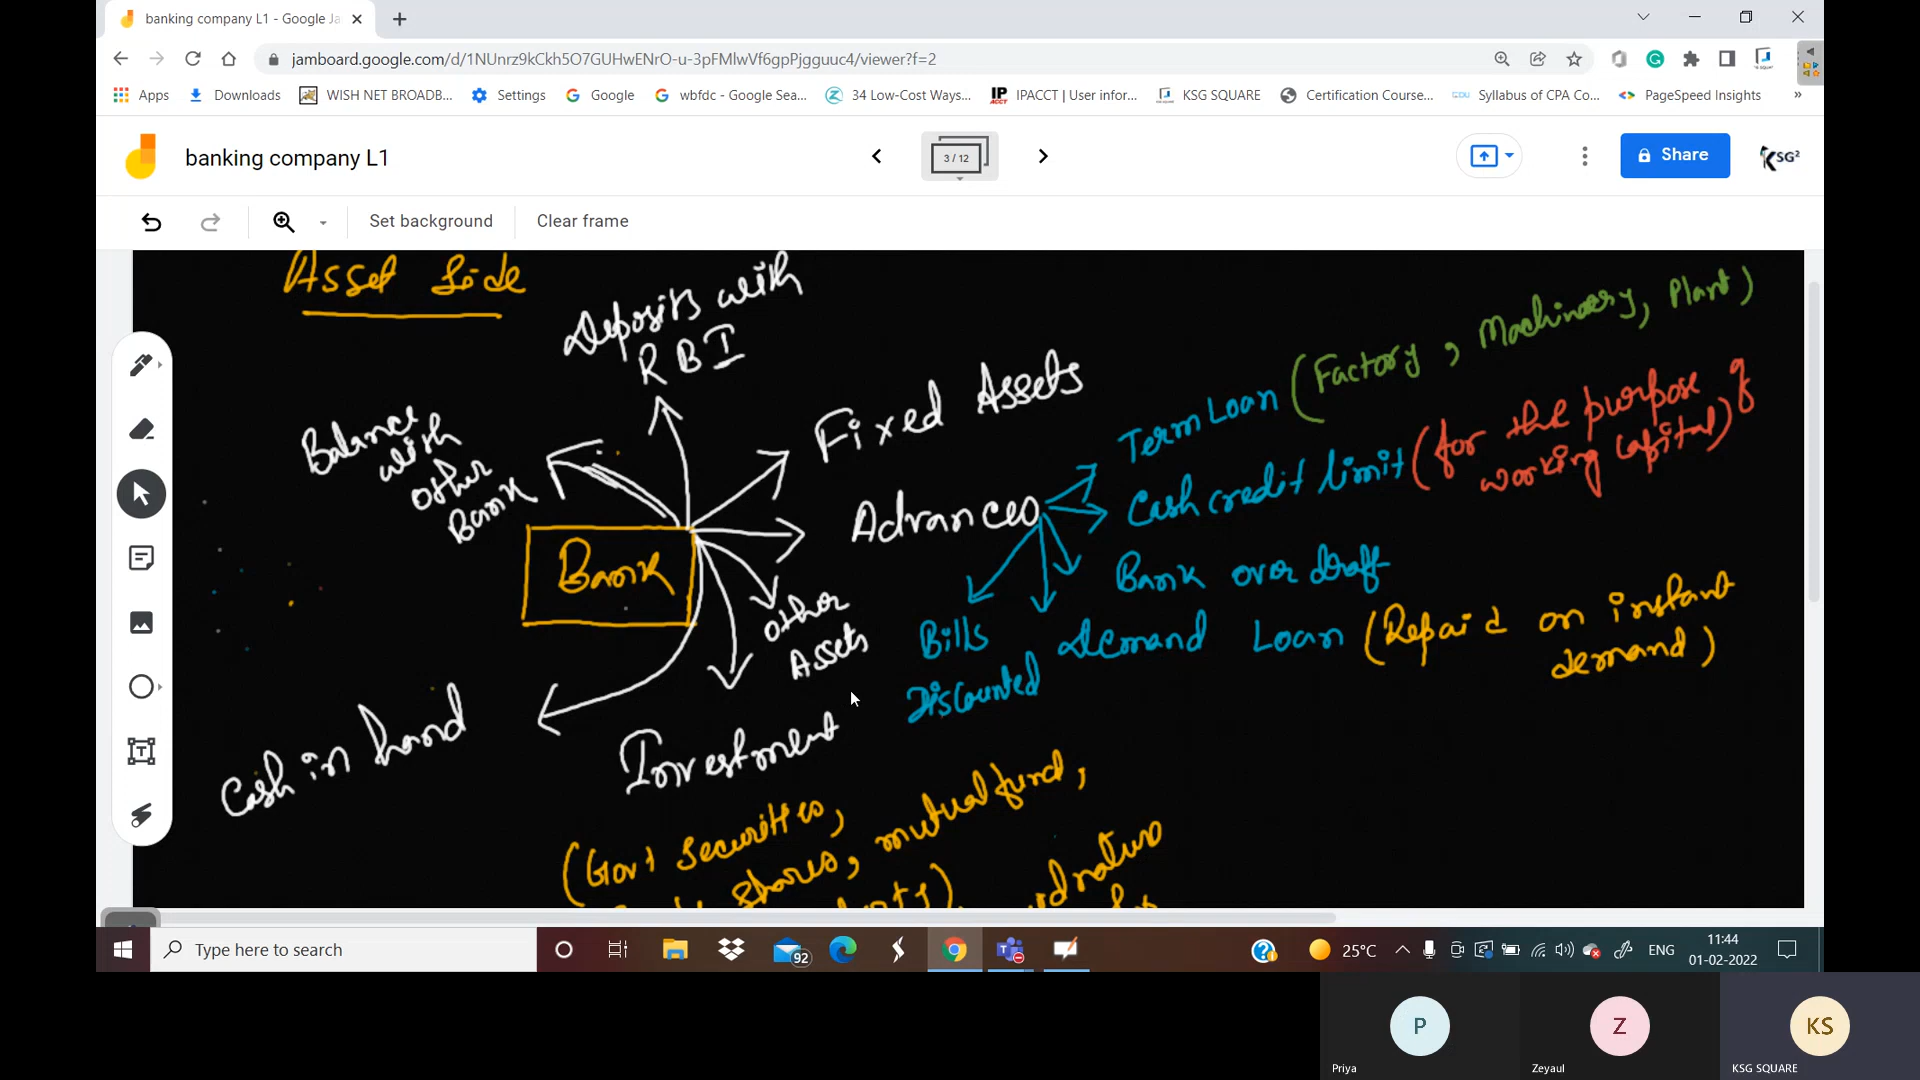 banking company L1 - Google Ja
jamboard.google.com/d/1NUnrz9kCkh5O7GUHwENrO-u-3pFMlwVf6gpPjgguuc4/viewer?f=2
Apps
Downloads
WISH NET BROADB...
Settings
Google
wbfdc - Google Sea...
34 Low-Cost Ways...
IPACCT | User infor...
KSG SQUARE
Certification Course...
Syllabus of CPA Co...
PageSpeed Insights
»
banking company L1
3 / 12
Share
KSG²
Set background
Clear frame
Asset Side
Deposits with
RBI
Balance
with
other
Bank
Fixed Assets
Advances
Term Loan (Factory, Machinery, Plant)
Cash credit limit (for the purpose of
working capital)
Bank over draft
Demand Loan (Repaid on instant
demand)
Bills
Discounted
Bank
other
Assets
Cash in hand
Investment
(Govt Securities,
shares, mutual fund,
Type here to search
92
25°C
ENG
11:44
01-02-2022
P
Priya
Z
Zeyaul
KS
KSG SQUARE